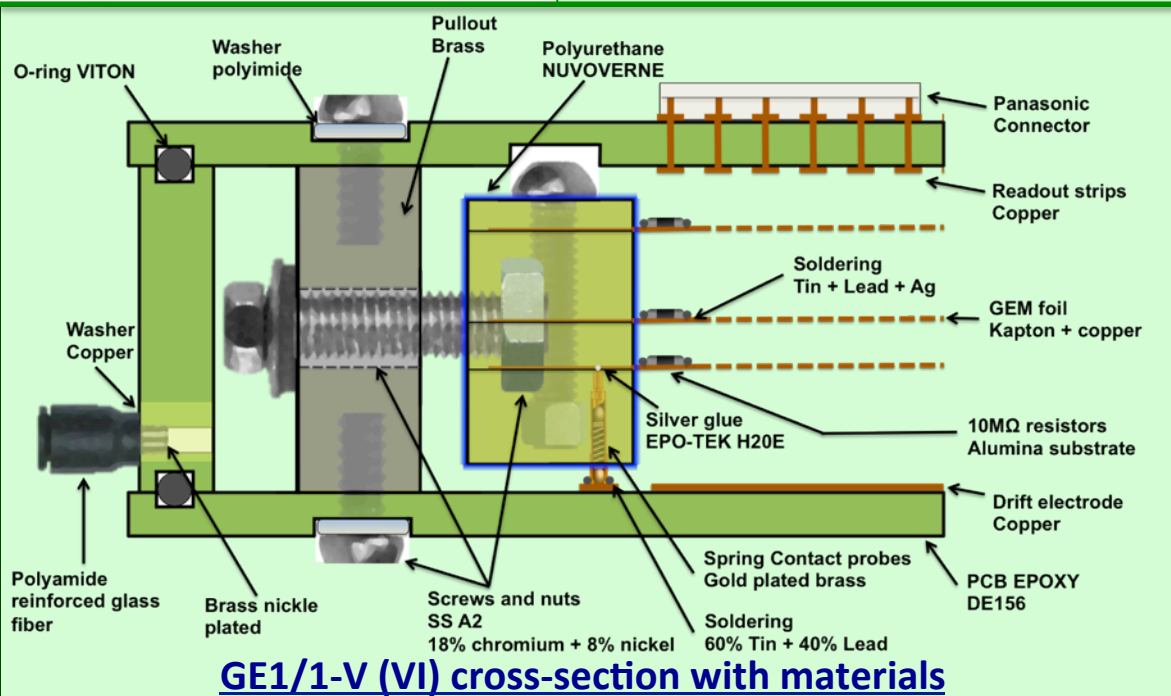 Pullout
Brass
Washer
polyimide
Polyurethane
NUVOVERNE
O-ring VITON
Panasonic
Connector
Readout strips
Copper
Soldering
Tin + Lead + Ag
GEM foil
Kapton + copper
Washer
Copper
Silver glue
EPO-TEK H20E
10MΩ resistors
Alumina substrate
Drift electrode
Copper
Spring Contact probes
Gold plated brass
PCB EPOXY
DE156
Polyamide
reinforced glass
fiber
Brass nickle
plated
Screws and nuts
SS A2
18% chromium + 8% nickel
Soldering
60% Tin + 40% Lead
GE1/1-V (VI) cross-section with materials